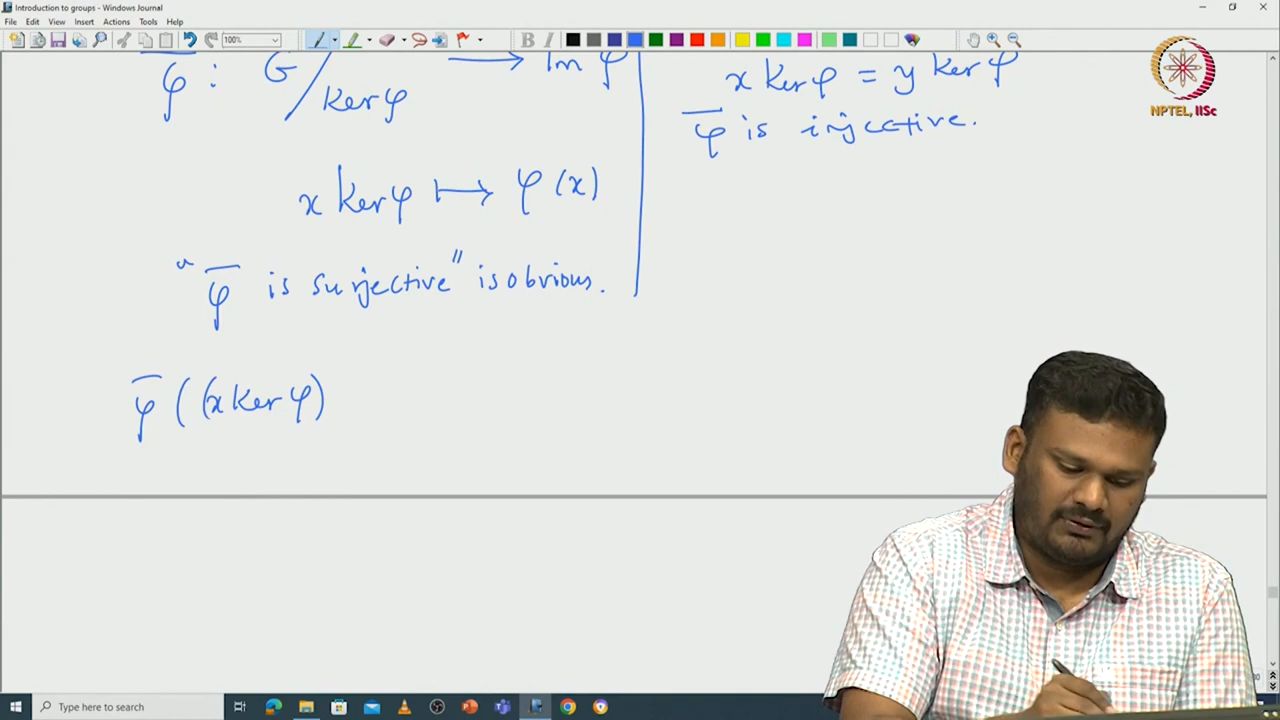 Introduction to groups - Windows Journal
File Edit View Insert Actions Tools Help
100%
B I
φ̅ : G/ker φ ⟶ Im φ
x ker φ ⟼ φ(x)
"φ̅ is surjective" is obvious.
φ̅((x ker φ)
x ker φ = y ker φ
φ̅ is injective.
NPTEL, IISc
Type here to search